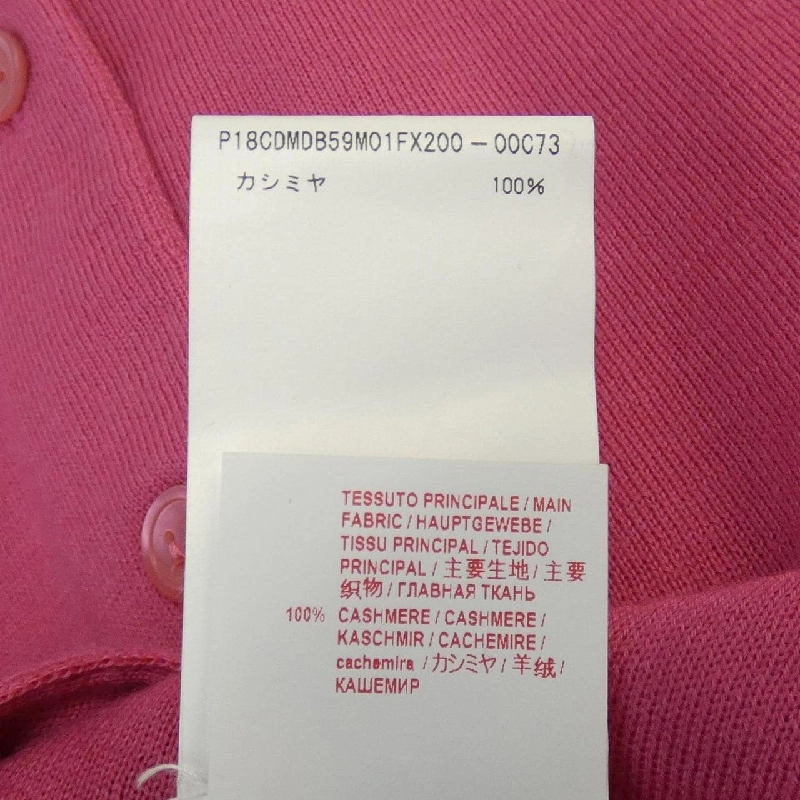 P18CDMDB59M01FX200-00C73
カシミヤ 100%
TESSUTO PRINCIPALE / MAIN
FABRIC / HAUPTGEWEBE /
TISSU PRINCIPAL / TEJIDO
PRINCIPAL / 主要生地 / 主要
织物 / ГЛАВНАЯ ТКАНЬ
100% CASHMERE / CASHMERE /
KASCHMIR / CACHEMIRE /
cachemira / カシミヤ / 羊绒 /
КАШЕМИР